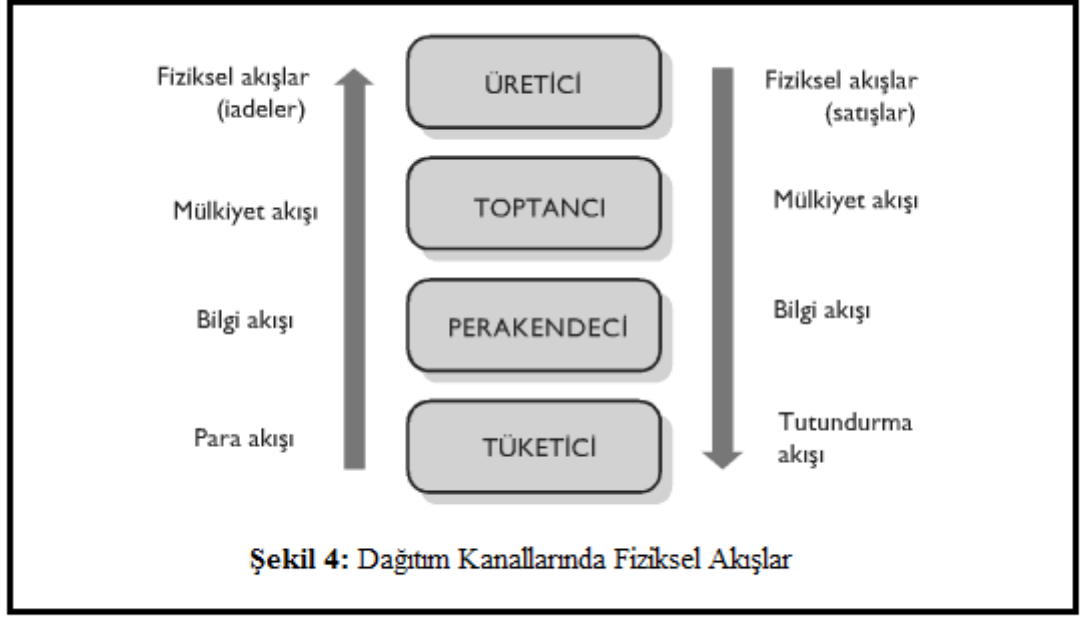 Fiziksel akışlar
(iadeler)
Mülkiyet akışı
Bilgi akışı
Para akışı
ÜRETİCİ
TOPTANCI
PERAKENDECİ
TÜKETİCİ
Fiziksel akışlar
(satışlar)
Mülkiyet akışı
Bilgi akışı
Tutundurma
akışı
Şekil 4: Dağıtım Kanallarında Fiziksel Akışlar